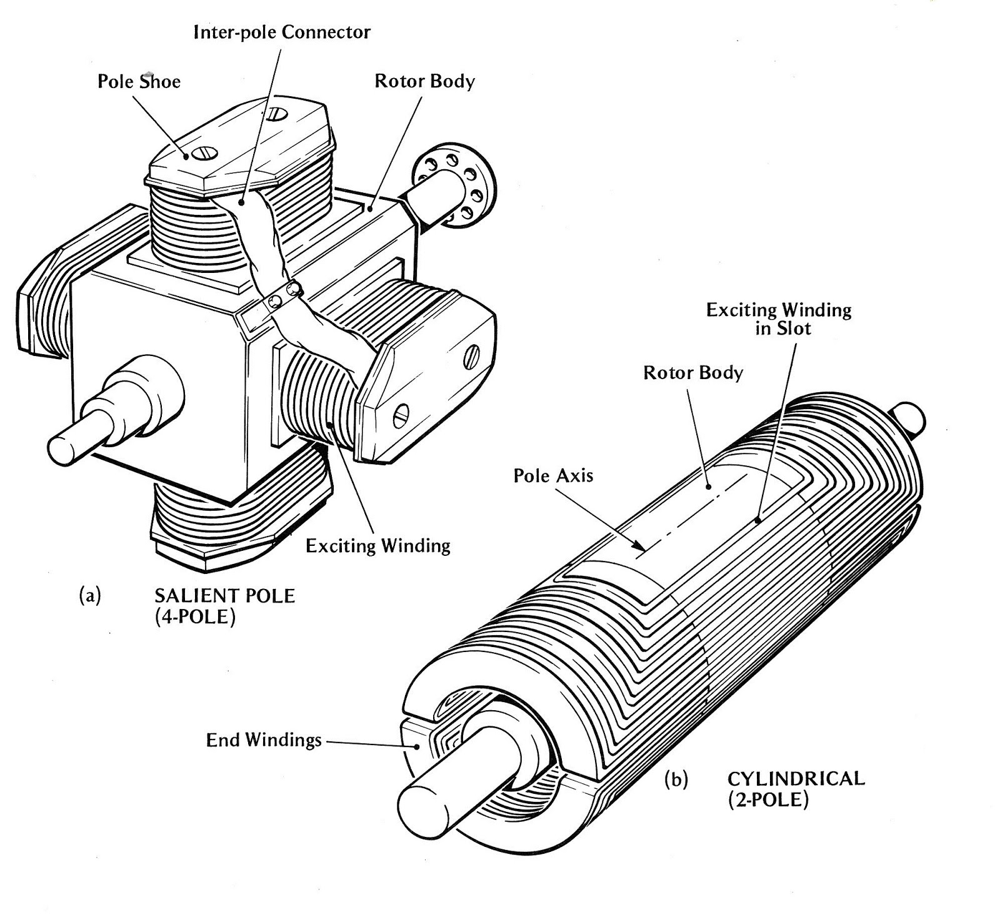 Inter-pole Connector
Pole Shoe
Rotor Body
Exciting Winding
(a) SALIENT POLE
(4-POLE)
Exciting Winding
in Slot
Rotor Body
Pole Axis
End Windings
(b) CYLINDRICAL
(2-POLE)